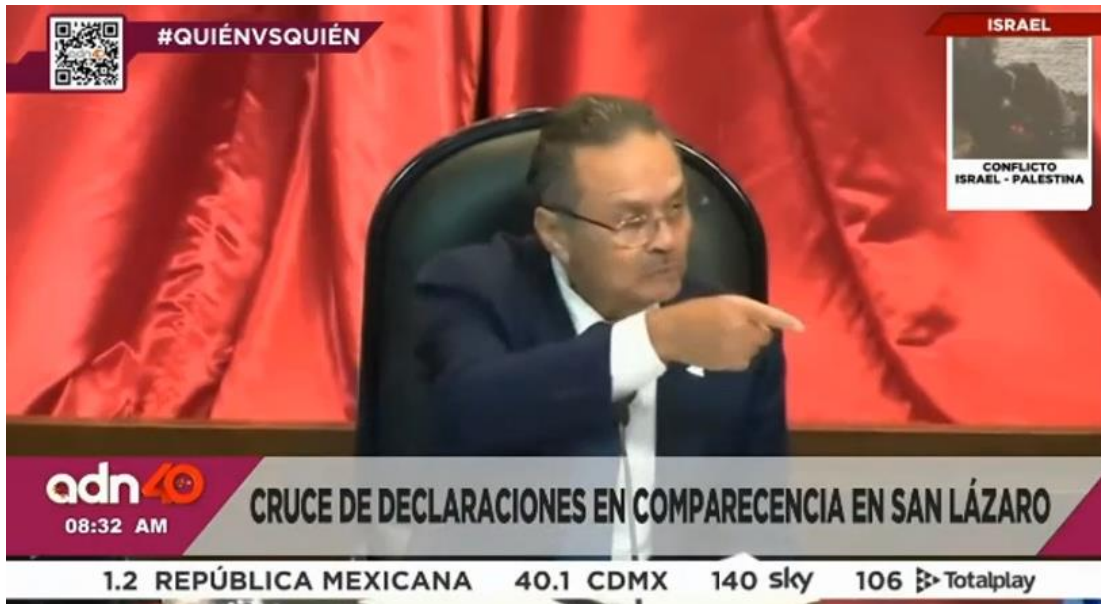 #QUIÉNVSQUIÉN
ISRAEL
CONFLICTO
ISRAEL - PALESTINA
adn40
08:32 AM
CRUCE DE DECLARACIONES EN COMPARECENCIA EN SAN LÁZARO
1.2 REPÚBLICA MEXICANA 40.1 CDMX 140 sky 106 Totalplay